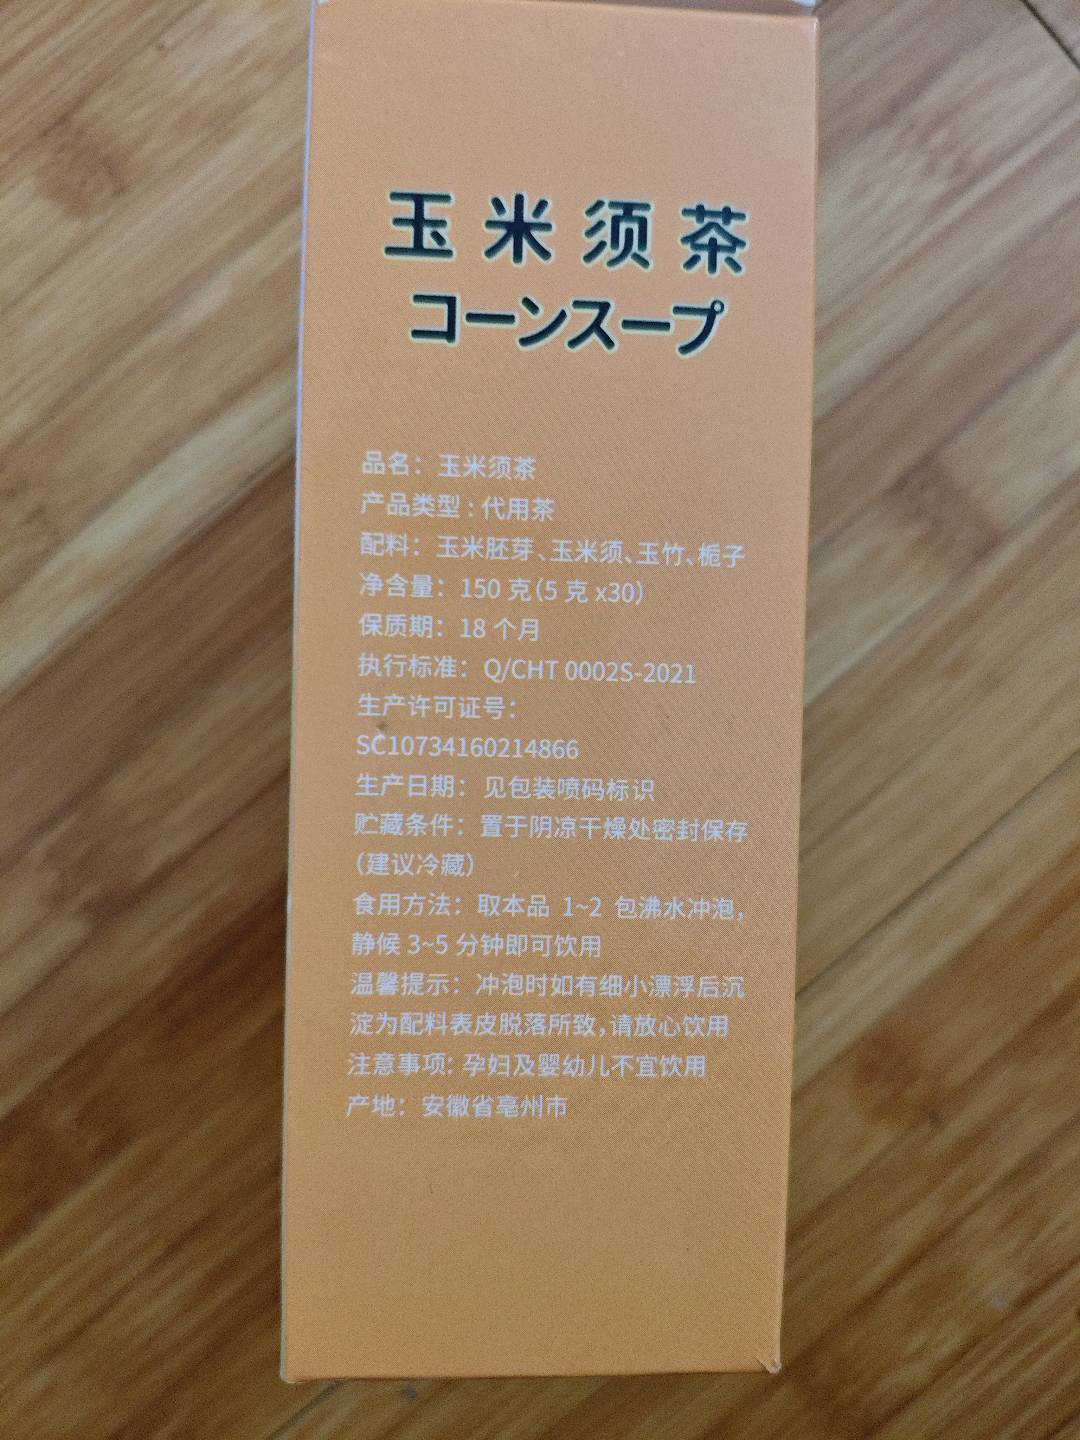 玉米须茶
コーンスープ
品名：玉米须茶
产品类型：代用茶
配料：玉米胚芽、玉米须、玉竹、栀子
净含量：150 克（5 克 x30）
保质期：18 个月
执行标准：Q/CHT 0002S-2021
生产许可证号：
SC10734160214866
生产日期：见包装喷码标识
贮藏条件：置于阴凉干燥处密封保存
（建议冷藏）
食用方法：取本品 1~2 包沸水冲泡，
静候 3~5 分钟即可饮用
温馨提示：冲泡时如有细小漂浮后沉
淀为配料表皮脱落所致，请放心饮用
注意事项：孕妇及婴幼儿不宜饮用
产地：安徽省亳州市